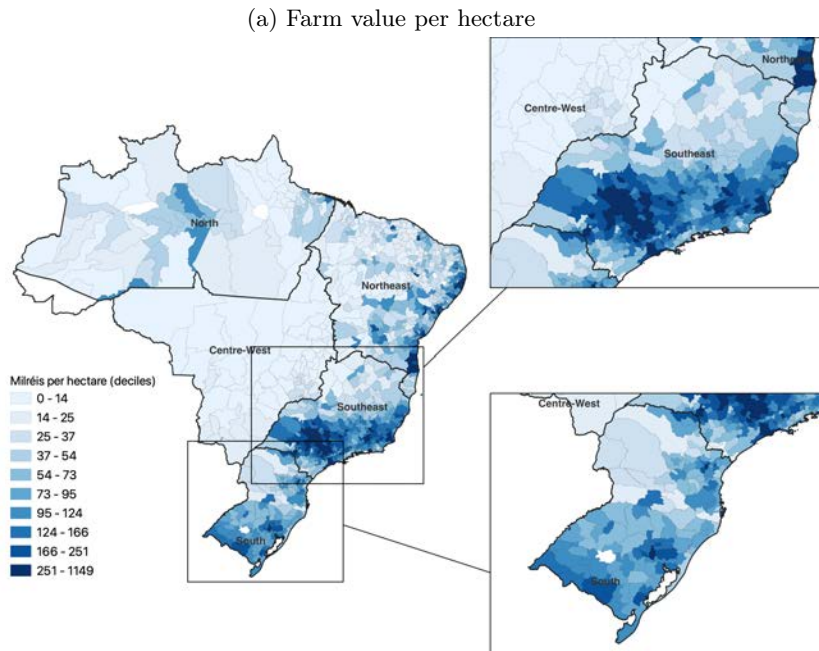 (a) Farm value per hectare
Northeast
Centre-West
Southeast
North
Northeast
Centre-West
Southeast
South
Milréis per hectare (deciles)
0 - 14
14 - 25
25 - 37
37 - 54
54 - 73
73 - 95
95 - 124
124 - 166
166 - 251
251 - 1149
Centre-West
South